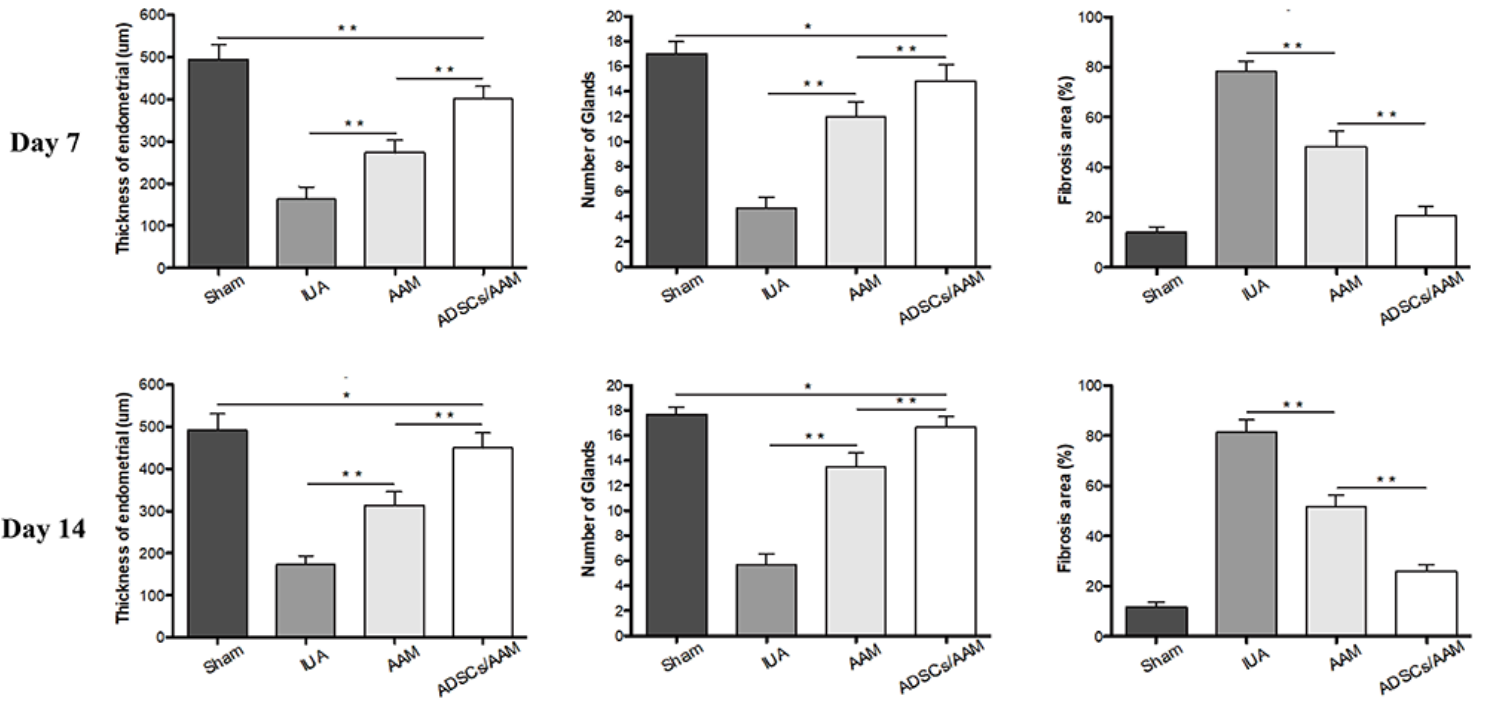 Day 7
Thickness of endometrial (um)
600
500
400
300
200
100
0
* *
* *
* *
Sham
IUA
AAM
ADSCs/AAM
Number of Glands
20
18
16
14
12
10
8
6
4
2
0
*
* *
* *
Sham
IUA
AAM
ADSCs/AAM
Fibrosis area (%)
100
80
60
40
20
0
* *
* *
Sham
IUA
AAM
ADSCs/AAM
Day 14
Thickness of endometrial (um)
600
500
400
300
200
100
0
*
* *
* *
Sham
IUA
AAM
ADSCs/AAM
Number of Glands
20
18
16
14
12
10
8
6
4
2
0
*
* *
* *
Sham
IUA
AAM
ADSCs/AAM
Fibrosis area (%)
100
80
60
40
20
0
* *
* *
Sham
IUA
AAM
ADSCs/AAM